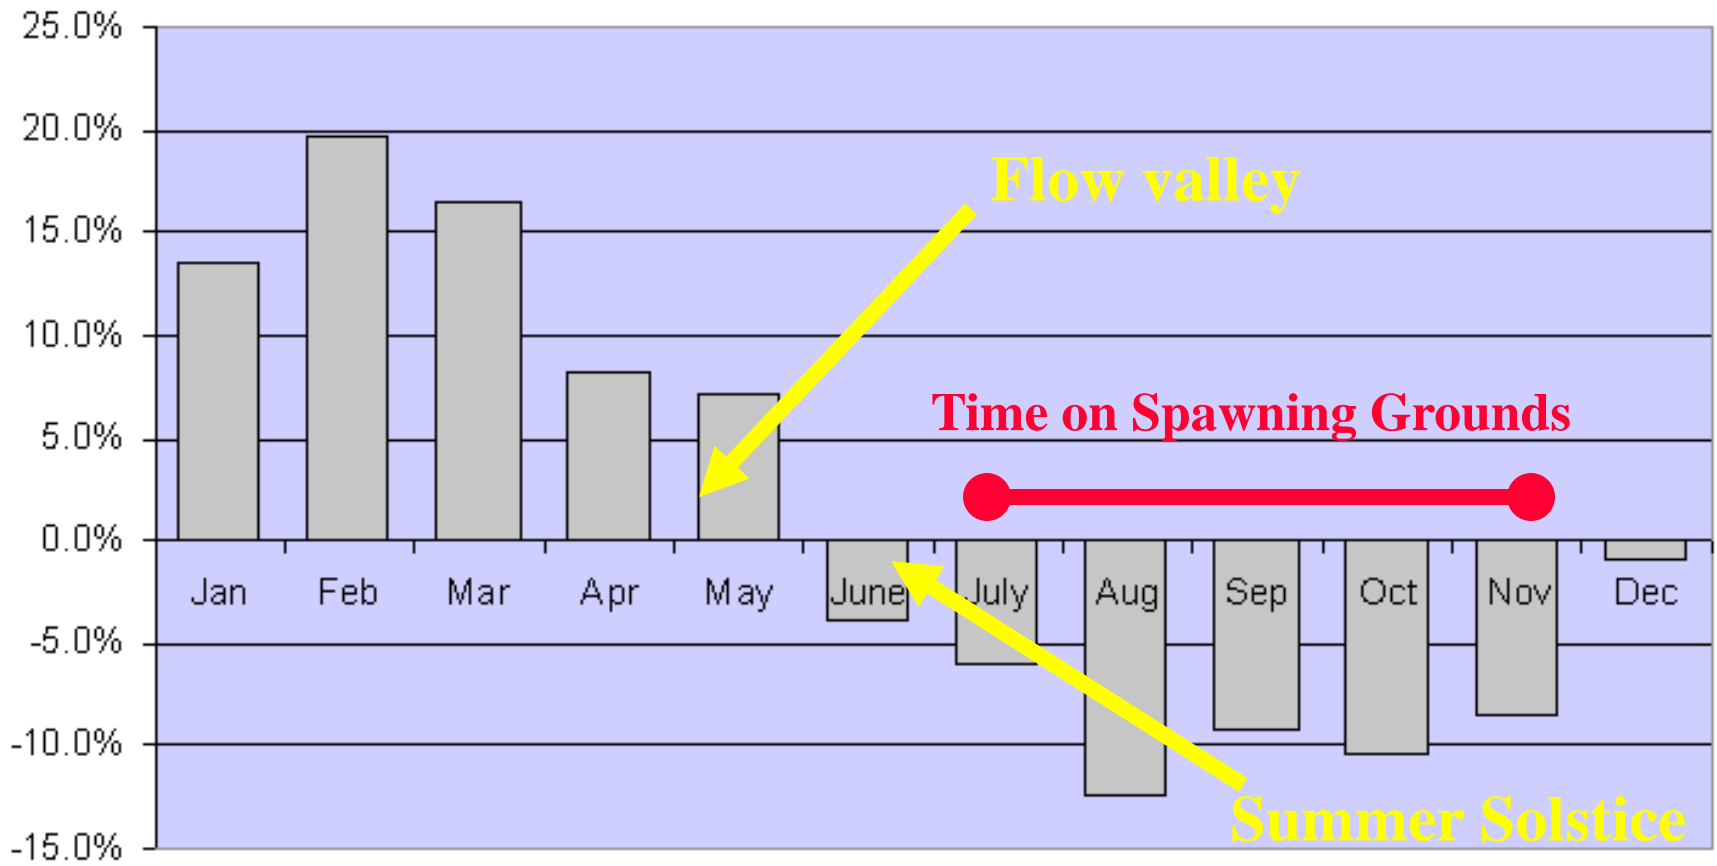 25.0%
20.0%
15.0%
10.0%
5.0%
0.0%
-5.0%
-10.0%
-15.0%
Flow valley
Time on Spawning Grounds
Jan Feb Mar Apr May June July Aug Sep Oct Nov Dec
Summer Solstice